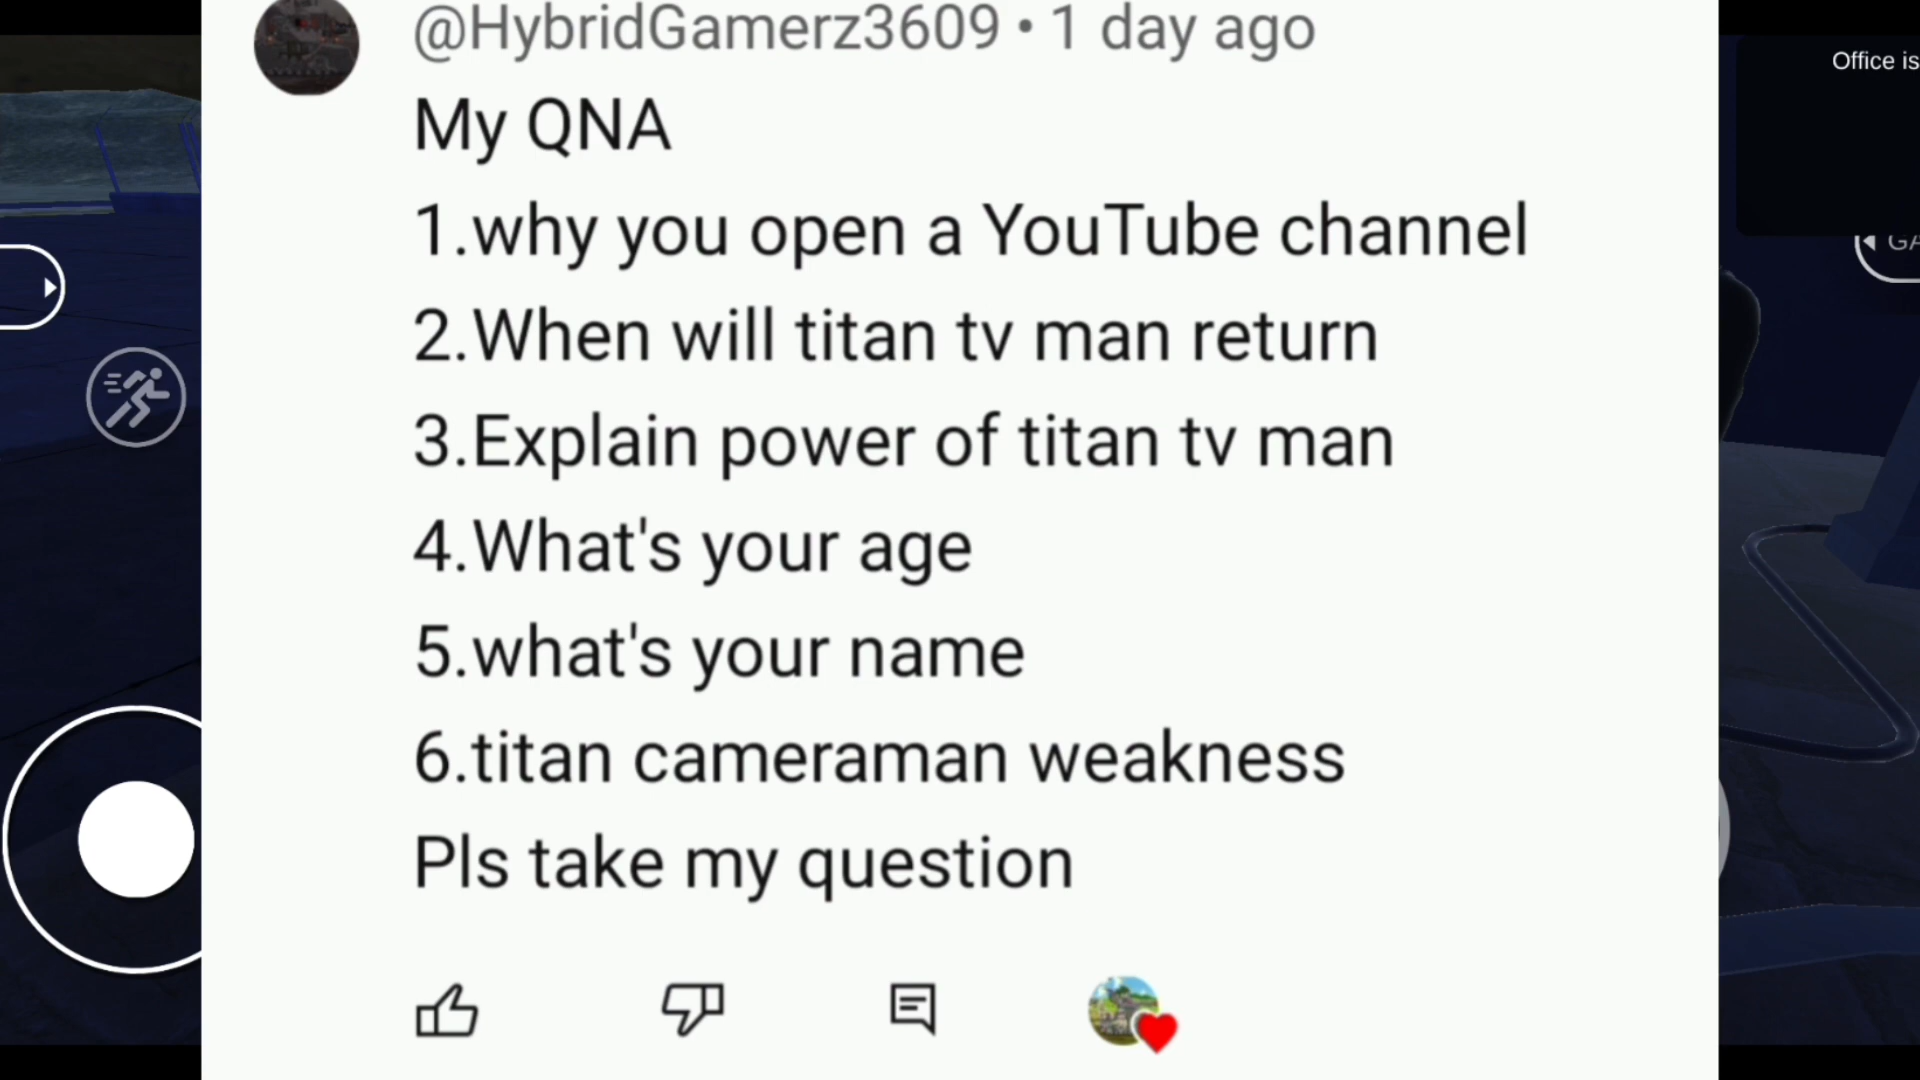 @HybridGamerz3609 • 1 day ago
Office is
My QNA
1.why you open a YouTube channel
GA
2.When will titan tv man return
3.Explain power of titan tv man
4.What's your age
5.what's your name
6.titan cameraman weakness
Pls take my question